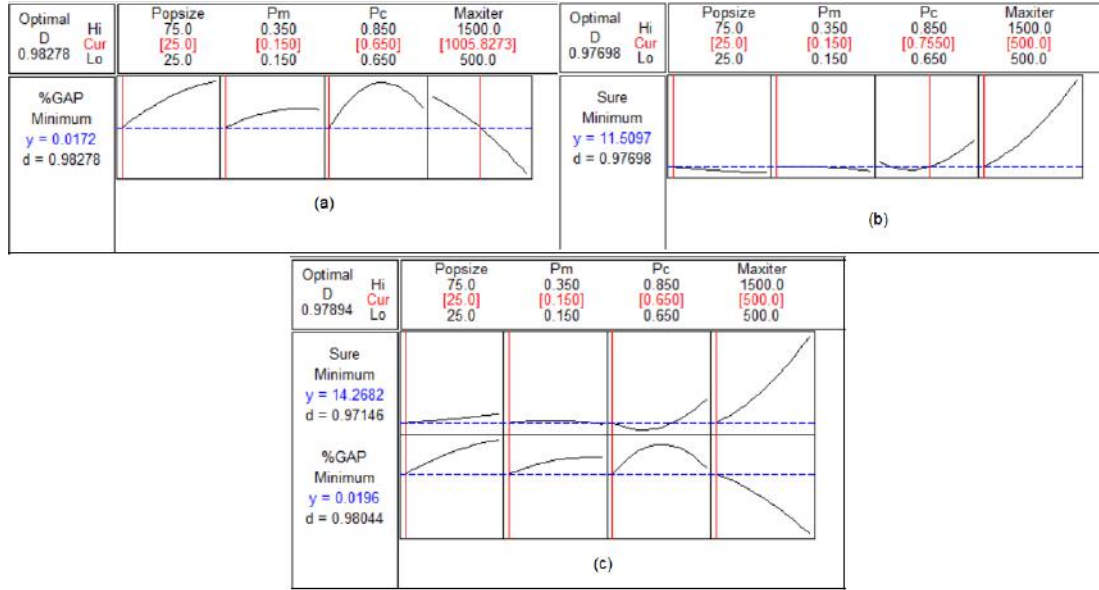 Optimal D 0.98278
Hi Cur Lo
Popsize Pm Pc Maxiter
75.0 0.350 0.850 1500.0
[25.0] [0.150] [0.650] [1005.8273]
25.0 0.150 0.650 500.0
%GAP
Minimum
y = 0.0172
d = 0.98278
(a)
Optimal D 0.97698
Hi Cur Lo
Popsize Pm Pc Maxiter
75.0 0.350 0.850 1500.0
[25.0] [0.150] [0.7550] [500.0]
25.0 0.150 0.650 500.0
Sure
Minimum
y = 11.5097
d = 0.97698
(b)
Optimal D 0.97894
Hi Cur Lo
Popsize Pm Pc Maxiter
75.0 0.350 0.850 1500.0
[25.0] [0.150] [0.650] [500.0]
25.0 0.150 0.650 500.0
Sure
Minimum
y = 14.2682
d = 0.97146
%GAP
Minimum
y = 0.0196
d = 0.98044
(c)